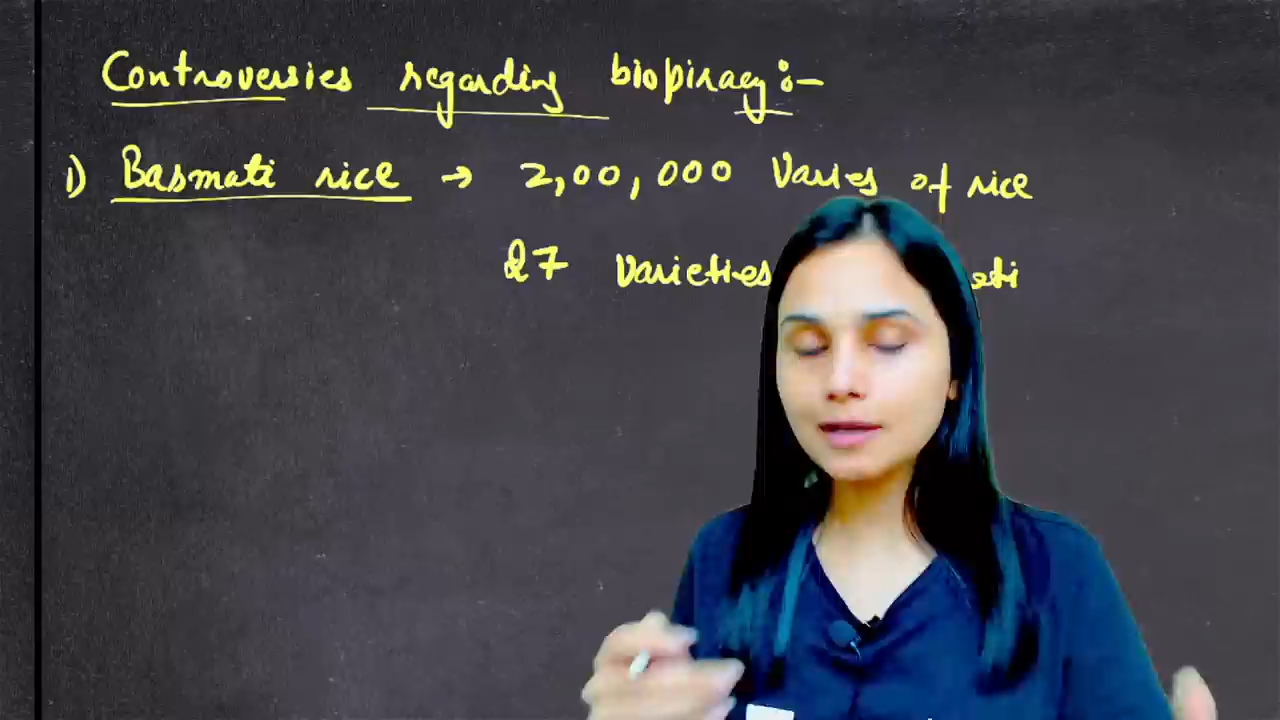 Controversies regarding biopiracy:-
1) Basmati rice → 2,00,000 Varies of rice
27 Varieties